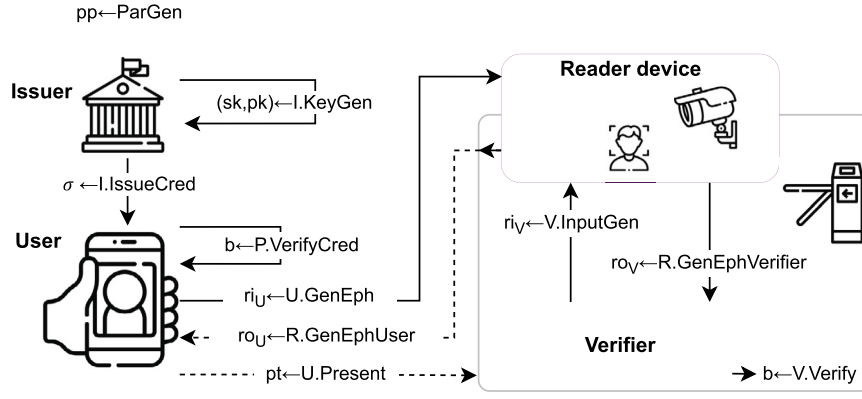 pp←ParGen
Issuer
(sk,pk)←I.KeyGen
σ ←I.IssueCred
User
b←P.VerifyCred
ri_U←U.GenEph
ro_U←R.GenEphUser
pt←U.Present
Reader device
ri_V←V.InputGen
ro_V←R.GenEphVerifier
Verifier
b←V.Verify